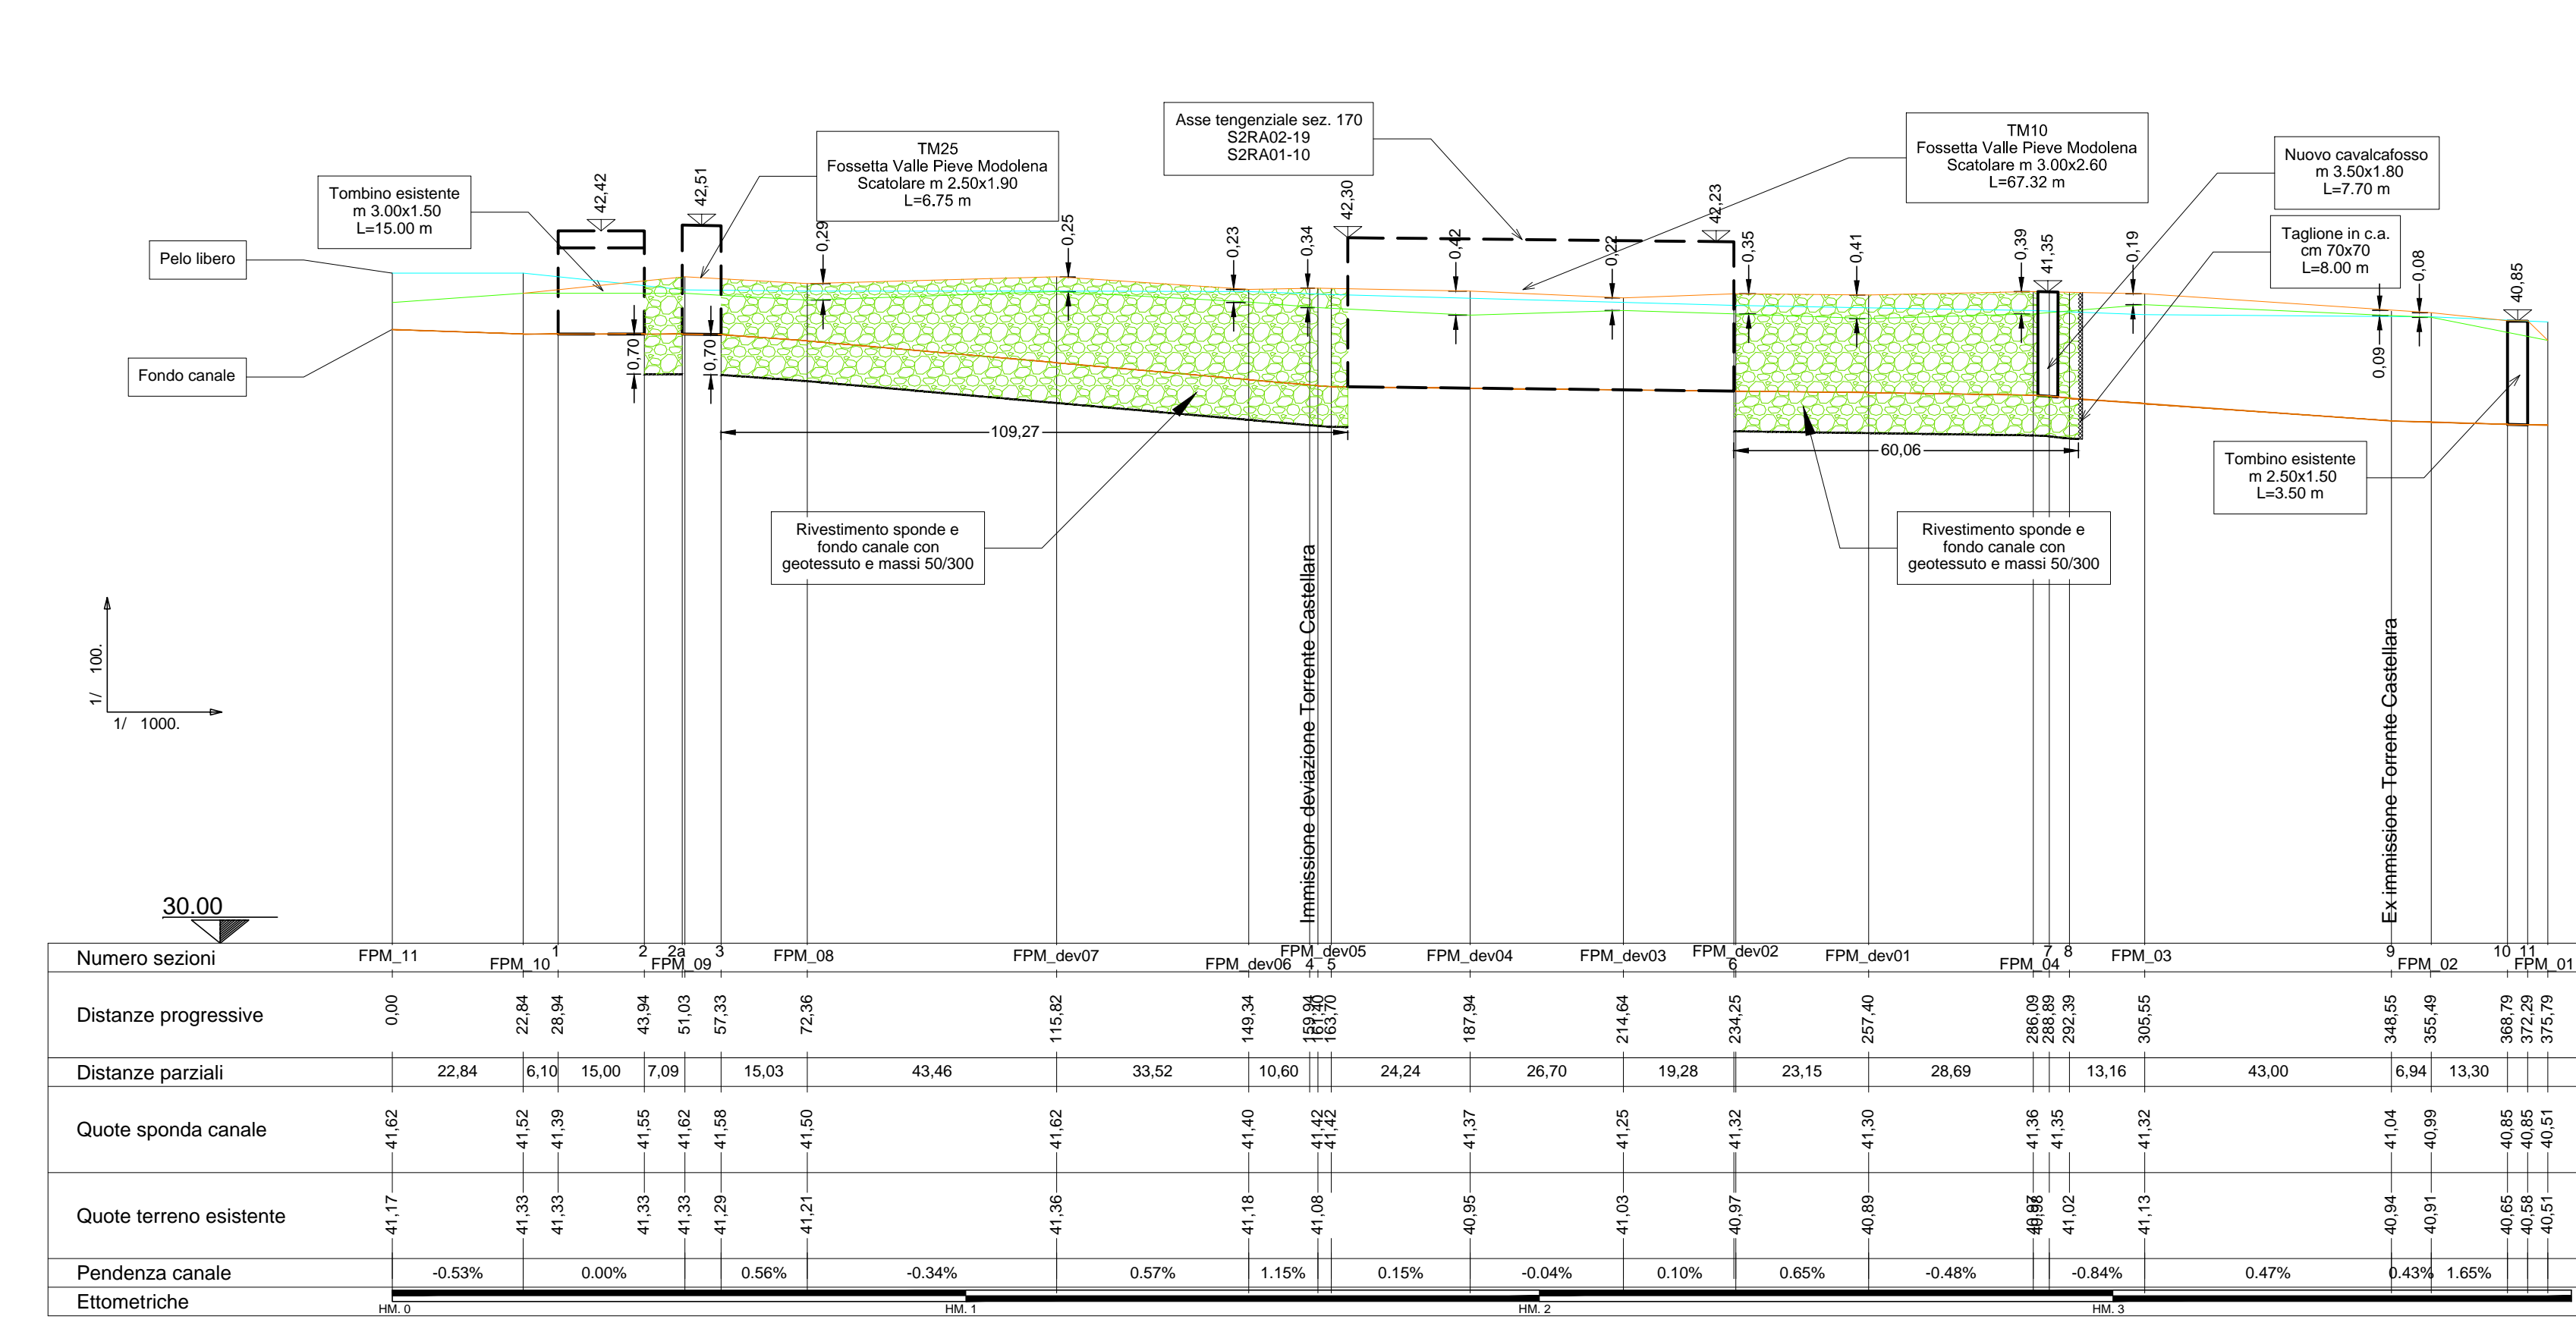 Asse tengenziale sez. 170
S2RA02-19
S2RA01-10
TM10
Fossetta Valle Pieve Modolena
Scatolare m 3.00x2.60
L=67.32 m
TM25
Fossetta Valle Pieve Modolena
Scatolare m 2.50x1.90
L=6.75 m
Nuovo cavalcafosso
m 3.50x1.80
L=7.70 m
Tombino esistente
m 3.00x1.50
L=15.00 m
Taglione in c.a.
cm 70x70
L=8.00 m
Pelo libero
Fondo canale
42,42
42,51
0,29
0,25
0,23
0,34
42,30
0,42
0,22
42,23
0,35
0,41
0,39
41,35
0,19
0,09
0,08
40,85
0,70
0,70
109,27
60,06
Tombino esistente
m 2.50x1.50
L=3.50 m
Rivestimento sponde e
fondo canale con
geotessuto e massi 50/300
Rivestimento sponde e
fondo canale con
geotessuto e massi 50/300
Immissione deviazione Torrente Castellara
Ex immissione Torrente Castellara
1/ 100.
1/ 1000.
30.00
Numero sezioni
FPM_11 FPM_10 1 2 2a FPM_09 3 FPM_08 FPM_dev07 FPM_dev06 4 FPM_dev05 5 FPM_dev04 FPM_dev03 FPM_dev02 6 FPM_dev01 FPM_04 7 8 FPM_03 9 FPM_02 10 11 FPM_01
Distanze progressive
0,00 22,84 28,94 43,94 51,03 57,33 72,36 115,82 149,34 159,94 161,40 163,70 187,94 214,64 234,25 257,40 286,09 288,89 292,39 305,55 348,55 355,49 368,79 372,29 375,79
Distanze parziali
22,84 6,10 15,00 7,09 15,03 43,46 33,52 10,60 24,24 26,70 19,28 23,15 28,69 13,16 43,00 6,94 13,30
Quote sponda canale
41,62 41,52 41,39 41,55 41,62 41,58 41,50 41,62 41,40 41,42 41,42 41,37 41,25 41,32 41,30 41,36 41,35 41,32 41,04 40,99 40,85 40,85 40,51
Quote terreno esistente
41,17 41,33 41,33 41,33 41,33 41,29 41,21 41,36 41,18 41,08 40,95 41,03 40,97 40,89 40,97 40,98 41,02 41,13 40,94 40,91 40,65 40,58 40,51
Pendenza canale
-0.53% 0.00% 0.56% -0.34% 0.57% 1.15% 0.15% -0.04% 0.10% 0.65% -0.48% -0.84% 0.47% 0.43% 1.65%
Ettometriche
HM. 0 HM. 1 HM. 2 HM. 3